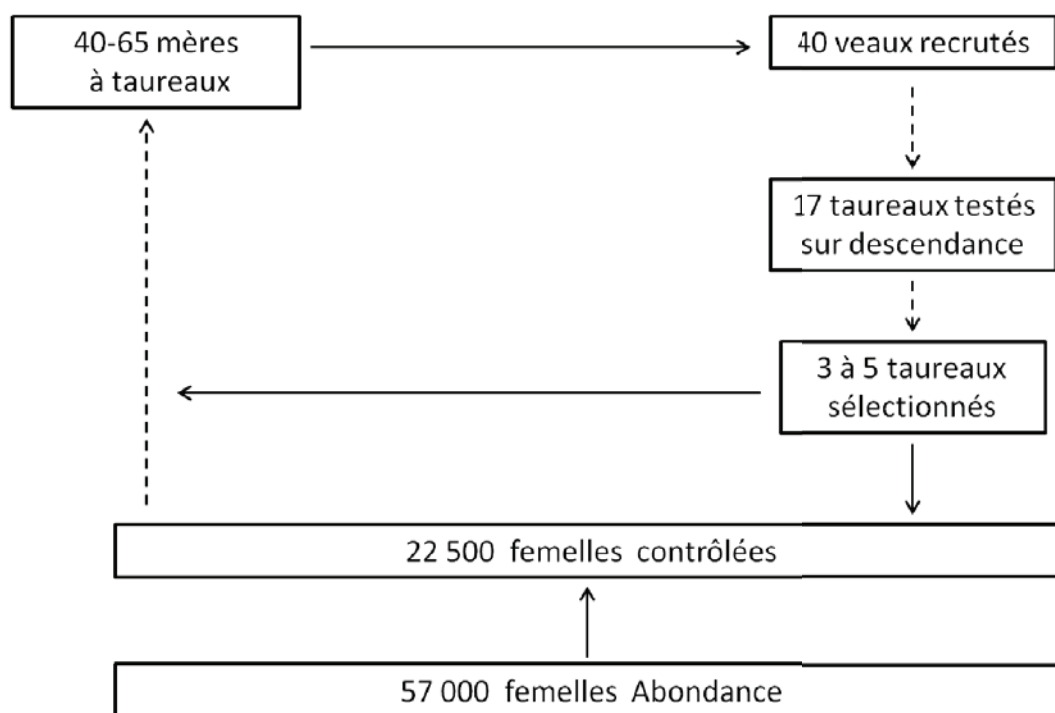 40-65 mères
à taureaux
40 veaux recrutés
17 taureaux testés
sur descendance
3 à 5 taureaux
sélectionnés
22 500 femelles contrôlées
57 000 femelles Abondance